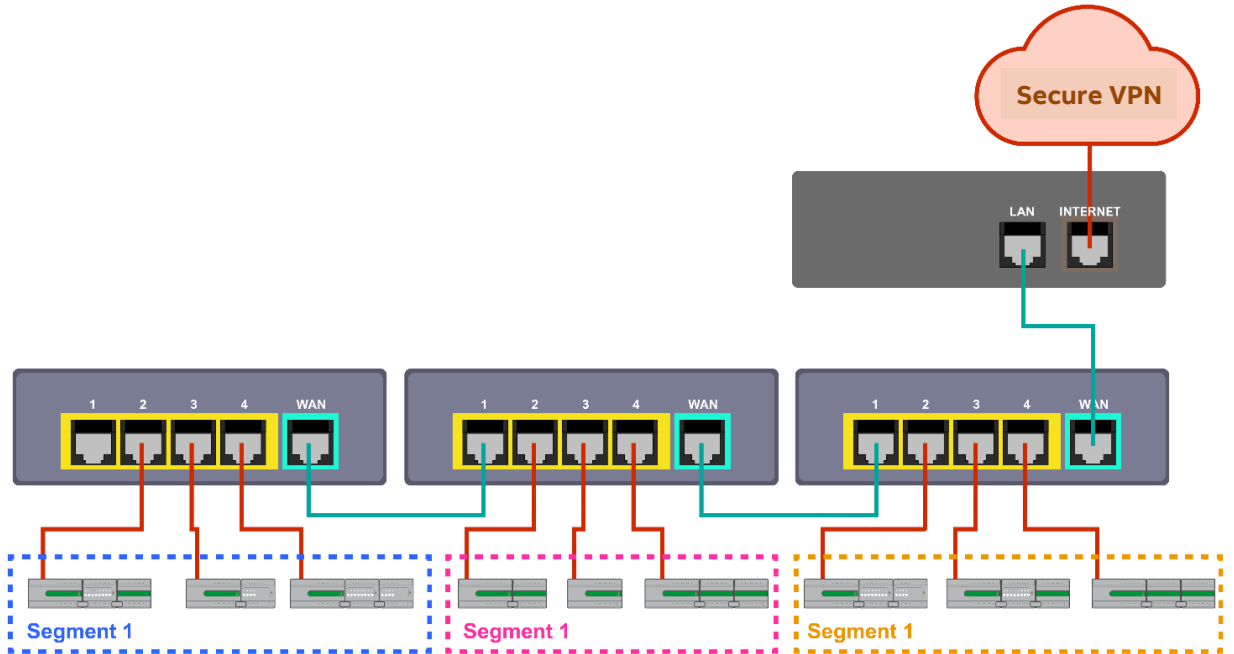 Secure VPN
LAN INTERNET
1 2 3 4 WAN
1 2 3 4 WAN
1 2 3 4 WAN
Segment 1
Segment 1
Segment 1